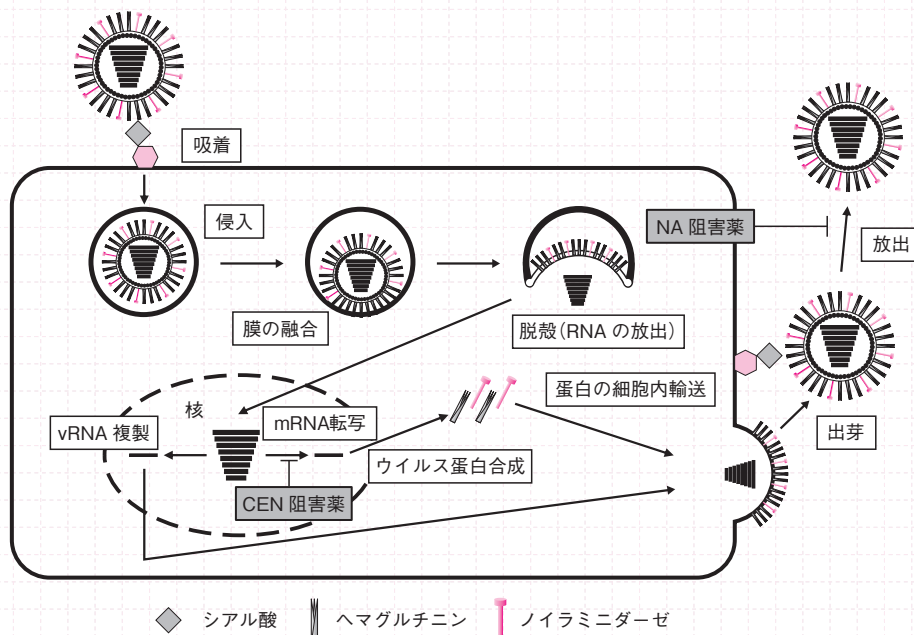 吸着
侵入
NA 阻害薬
放出
膜の融合
脱殻（RNA の放出）
蛋白の細胞内輸送
核
mRNA転写
vRNA 複製
出芽
ウイルス蛋白合成
CEN 阻害薬
シアル酸
ヘマグルチニン
ノイラミニダーゼ